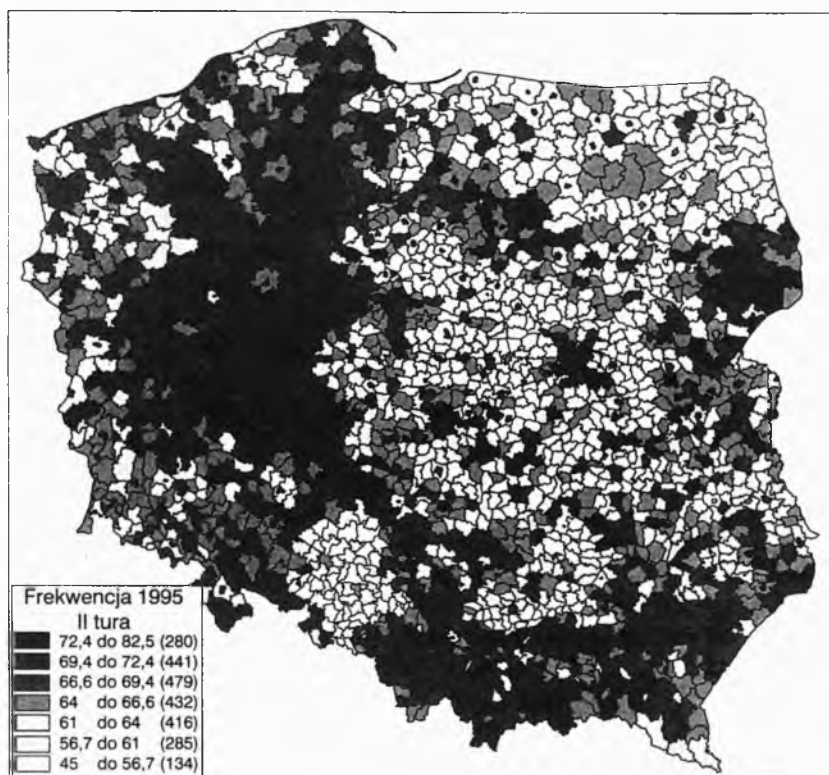 Frekwencja 1995
II tura
72,4 do 82,5 (280)
69,4 do 72,4 (441)
66,6 do 69,4 (479)
64 do 66,6 (432)
61 do 64 (416)
56,7 do 61 (285)
45 do 56,7 (134)